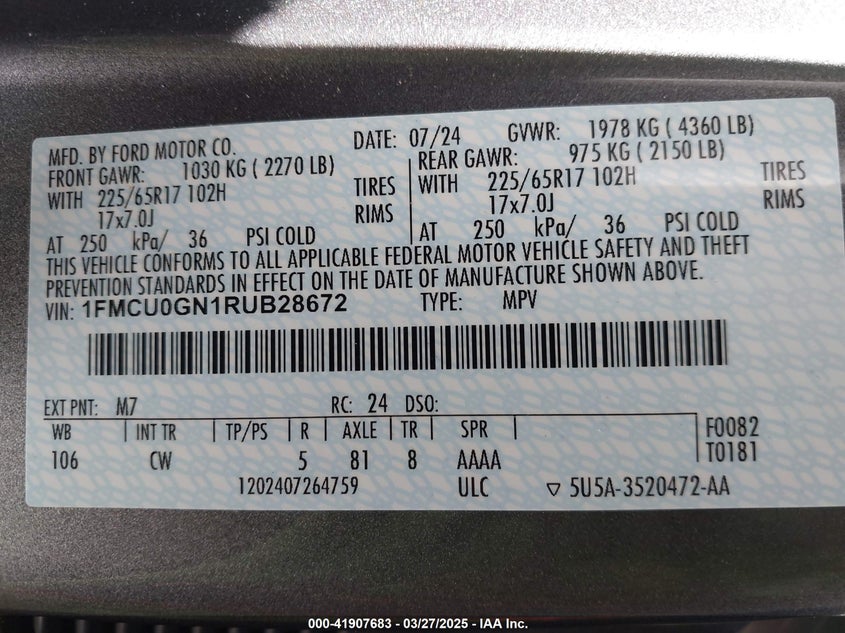 MFD. BY FORD MOTOR CO. DATE: 07/24 GVWR: 1978 KG ( 4360 LB)
FRONT GAWR: 1030 KG ( 2270 LB) REAR GAWR: 975 KG ( 2150 LB)
WITH 225/65R17 102H TIRES WITH 225/65R17 102H TIRES
17x7.0J RIMS 17x7.0J RIMS
AT 250 kPa/ 36 PSI COLD AT 250 kPa/ 36 PSI COLD
THIS VEHICLE CONFORMS TO ALL APPLICABLE FEDERAL MOTOR VEHICLE SAFETY AND THEFT
PREVENTION STANDARDS IN EFFECT ON THE DATE OF MANUFACTURE SHOWN ABOVE.
VIN: 1FMCU0GN1RUB28672 TYPE: MPV
EXT PNT: M7 RC: 24 DSO:
WB INT TR TP/PS R AXLE TR SPR F0082
106 CW 5 81 8 AAAA T0181
1202407264759 ULC ▽ 5U5A-3520472-AA
000-41907683 - 03/27/2025 - IAA Inc.